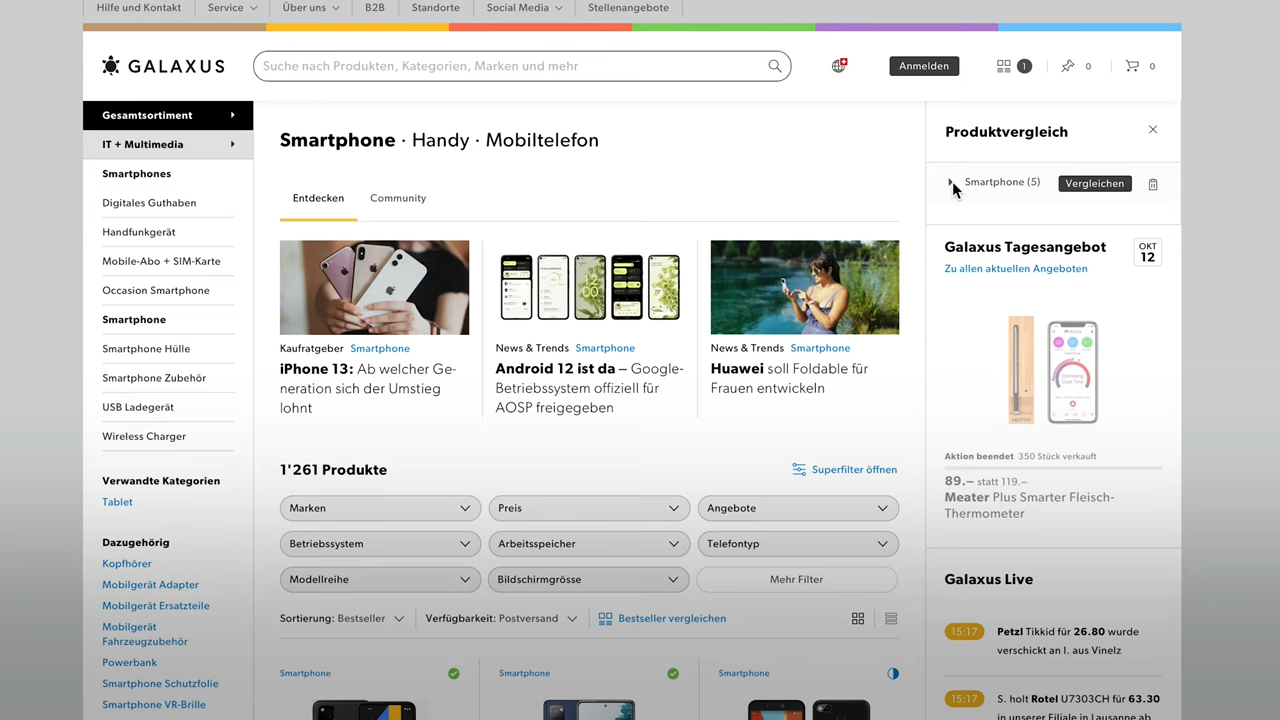 Hilfe und Kontakt
Service
Über uns
B2B
Standorte
Social Media
Stellenangebote
GALAXUS
Suche nach Produkten, Kategorien, Marken und mehr
Anmelden
1
0
0
Gesamtsortiment
IT + Multimedia
Smartphones
Digitales Guthaben
Handfunkgerät
Mobile-Abo + SIM-Karte
Occasion Smartphone
Smartphone
Smartphone Hülle
Smartphone Zubehör
USB Ladegerät
Wireless Charger
Verwandte Kategorien
Tablet
Dazugehörig
Kopfhörer
Mobilgerät Adapter
Mobilgerät Ersatzteile
Mobilgerät
Fahrzeugzubehör
Powerbank
Smartphone Schutzfolie
Smartphone VR-Brille
Smartphone · Handy · Mobiltelefon
Entdecken
Community
Kaufratgeber Smartphone
iPhone 13: Ab welcher Ge-
neration sich der Umstieg
lohnt
News & Trends Smartphone
Android 12 ist da – Google-
Betriebssystem offiziell für
AOSP freigegeben
News & Trends Smartphone
Huawei soll Foldable für
Frauen entwickeln
1'261 Produkte
Superfilter öffnen
Marken
Preis
Angebote
Betriebssystem
Arbeitsspeicher
Telefontyp
Modellreihe
Bildschirmgrösse
Mehr Filter
Sortierung: Bestseller
Verfügbarkeit: Postversand
Bestseller vergleichen
Smartphone
Smartphone
Smartphone
Produktvergleich
Smartphone (5)
Vergleichen
Galaxus Tagesangebot
OKT
12
Zu allen aktuellen Angeboten
Aktion beendet 350 Stück verkauft
89.– statt 119.–
Meater Plus Smarter Fleisch-
Thermometer
Galaxus Live
15:17
Petzl Tikkid für 26.80 wurde
verschickt an I. aus Vinelz
15:17
S. holt Rotel U7303CH für 63.30
in unserer Filiale in Lausanne ab